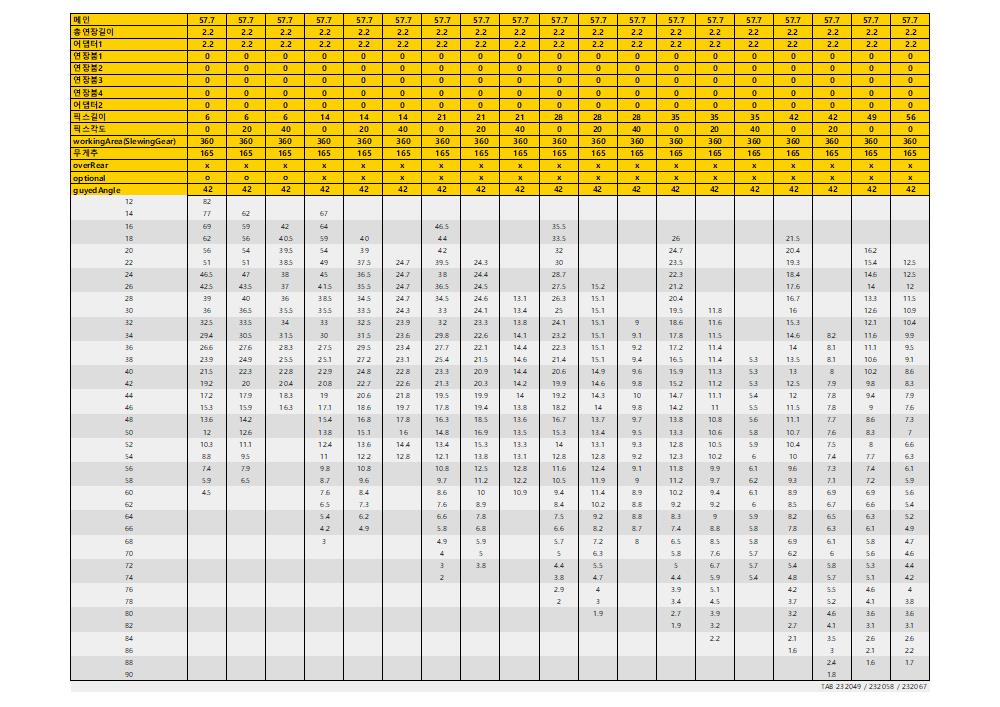 메인 57.7 57.7 57.7 57.7 57.7 57.7 57.7 57.7 57.7 57.7 57.7 57.7 57.7 57.7 57.7 57.7 57.7 57.7 57.7
총연장길이 2.2 2.2 2.2 2.2 2.2 2.2 2.2 2.2 2.2 2.2 2.2 2.2 2.2 2.2 2.2 2.2 2.2 2.2 2.2
어댑터1 2.2 2.2 2.2 2.2 2.2 2.2 2.2 2.2 2.2 2.2 2.2 2.2 2.2 2.2 2.2 2.2 2.2 2.2 2.2
연장붐1 0 0 0 0 0 0 0 0 0 0 0 0 0 0 0 0 0 0 0
연장붐2 0 0 0 0 0 0 0 0 0 0 0 0 0 0 0 0 0 0 0
연장붐3 0 0 0 0 0 0 0 0 0 0 0 0 0 0 0 0 0 0 0
연장붐4 0 0 0 0 0 0 0 0 0 0 0 0 0 0 0 0 0 0 0
어댑터2 0 0 0 0 0 0 0 0 0 0 0 0 0 0 0 0 0 0 0
픽스길이 6 6 6 14 14 14 21 21 21 28 28 28 35 35 35 42 42 49 56
픽스각도 0 20 40 0 20 40 0 20 40 0 20 40 0 20 40 0 20 0 0
workingArea(SlewingGear) 360 360 360 360 360 360 360 360 360 360 360 360 360 360 360 360 360 360 360
무게추 165 165 165 165 165 165 165 165 165 165 165 165 165 165 165 165 165 165 165
overRear x x x x x x x x x x x x x x x x x x x
optional o o o x x x x x x x x x x x x x x x x
guyedAngle 42 42 42 42 42 42 42 42 42 42 42 42 42 42 42 42 42 42 42
12 82
14 77 62 67
16 69 59 42 64 46.5 35.5
18 62 56 40.5 59 40 44 33.5 26 21.5
20 56 54 39.5 54 39 42 32 24.7 20.4 16.2
22 51 51 38.5 49 37.5 24.7 39.5 24.3 30 23.5 19.3 15.4 12.5
24 46.5 47 38 45 36.5 24.7 38 24.4 28.7 22.3 18.4 14.6 12.5
26 42.5 43.5 37 41.5 35.5 24.7 36.5 24.5 27.5 15.2 21.2 17.6 14 12
28 39 40 36 38.5 34.5 24.7 34.5 24.6 13.1 26.3 15.1 20.4 16.7 13.3 11.5
30 36 36.5 35.5 35.5 33.5 24.3 33 24.1 13.4 25 15.1 19.5 11.8 16 12.6 10.9
32 32.5 33.5 34 33 32.5 23.9 32 23.3 13.8 24.1 15.1 9 18.6 11.6 15.3 12.1 10.4
34 29.4 30.5 31.5 30 31.5 23.6 29.8 22.6 14.1 23.2 15.1 9.1 17.8 11.5 14.6 8.2 11.6 9.9
36 26.6 27.6 28.3 27.5 29.5 23.4 27.7 22.1 14.4 22.3 15.1 9.2 17.2 11.4 14 8.1 11.1 9.5
38 23.9 24.9 25.5 25.1 27.2 23.1 25.4 21.5 14.6 21.4 15.1 9.4 16.5 11.4 5.3 13.5 8.1 10.6 9.1
40 21.5 22.3 22.8 22.9 24.8 22.8 23.3 20.9 14.4 20.6 14.9 9.6 15.9 11.3 5.3 13 8 10.2 8.6
42 19.2 20 20.4 20.8 22.7 22.6 21.3 20.3 14.2 19.9 14.6 9.8 15.2 11.2 5.3 12.5 7.9 9.8 8.3
44 17.2 17.9 18.3 19 20.6 21.8 19.5 19.9 14 19.2 14.3 10 14.7 11.1 5.4 12 7.8 9.4 7.9
46 15.3 15.9 16.3 17.1 18.6 19.7 17.8 19.4 13.8 18.2 14 9.8 14.2 11 5.5 11.5 7.8 9 7.6
48 13.6 14.2 15.4 16.8 17.8 16.3 18.5 13.6 16.7 13.7 9.7 13.8 10.8 5.6 11.1 7.7 8.6 7.3
50 12 12.6 13.8 15.1 16 14.8 16.9 13.5 15.3 13.4 9.5 13.3 10.6 5.8 10.7 7.6 8.3 7
52 10.3 11.1 12.4 13.6 14.4 13.4 15.3 13.3 14 13.1 9.3 12.8 10.5 5.9 10.4 7.5 8 6.6
54 8.8 9.5 11 12.2 12.8 12.1 13.8 13.1 12.8 12.8 9.2 12.3 10.2 6 10 7.4 7.7 6.3
56 7.4 7.9 9.8 10.8 10.8 12.5 12.8 11.6 12.4 9.1 11.8 9.9 6.1 9.6 7.3 7.4 6.1
58 5.9 6.5 8.7 9.6 9.7 11.2 12.2 10.5 11.9 9 11.2 9.7 6.2 9.3 7.1 7.2 5.9
60 4.5 7.6 8.4 8.6 10 10.9 9.4 11.4 8.9 10.2 9.4 6.1 8.9 6.9 6.9 5.6
62 6.5 7.3 7.6 8.9 8.4 10.2 8.8 9.2 9.2 6 8.5 6.7 6.6 5.4
64 5.4 6.2 6.6 7.8 7.5 9.2 8.8 8.3 9 5.9 8.2 6.5 6.3 5.2
66 4.2 4.9 5.8 6.8 6.6 8.2 8.7 7.4 8.8 5.8 7.8 6.3 6.1 4.9
68 3 4.9 5.9 5.7 7.2 8 6.5 8.5 5.8 6.9 6.1 5.8 4.7
70 4 5 5 6.3 5.8 7.6 5.7 6.2 6 5.6 4.6
72 3 3.8 4.4 5.5 5 6.7 5.7 5.4 5.8 5.3 4.4
74 2 3.8 4.7 4.4 5.9 5.4 4.8 5.7 5.1 4.2
76 2.9 4 3.9 5.1 4.2 5.5 4.6 4
78 2 3 3.4 4.5 3.7 5.2 4.1 3.8
80 1.9 2.7 3.9 3.2 4.6 3.6 3.6
82 1.9 3.2 2.7 4.1 3.1 3.1
84 2.2 2.1 3.5 2.6 2.6
86 1.6 3 2.1 2.2
88 2.4 1.6 1.7
90 1.8
TAB 232049 / 232058 / 232067